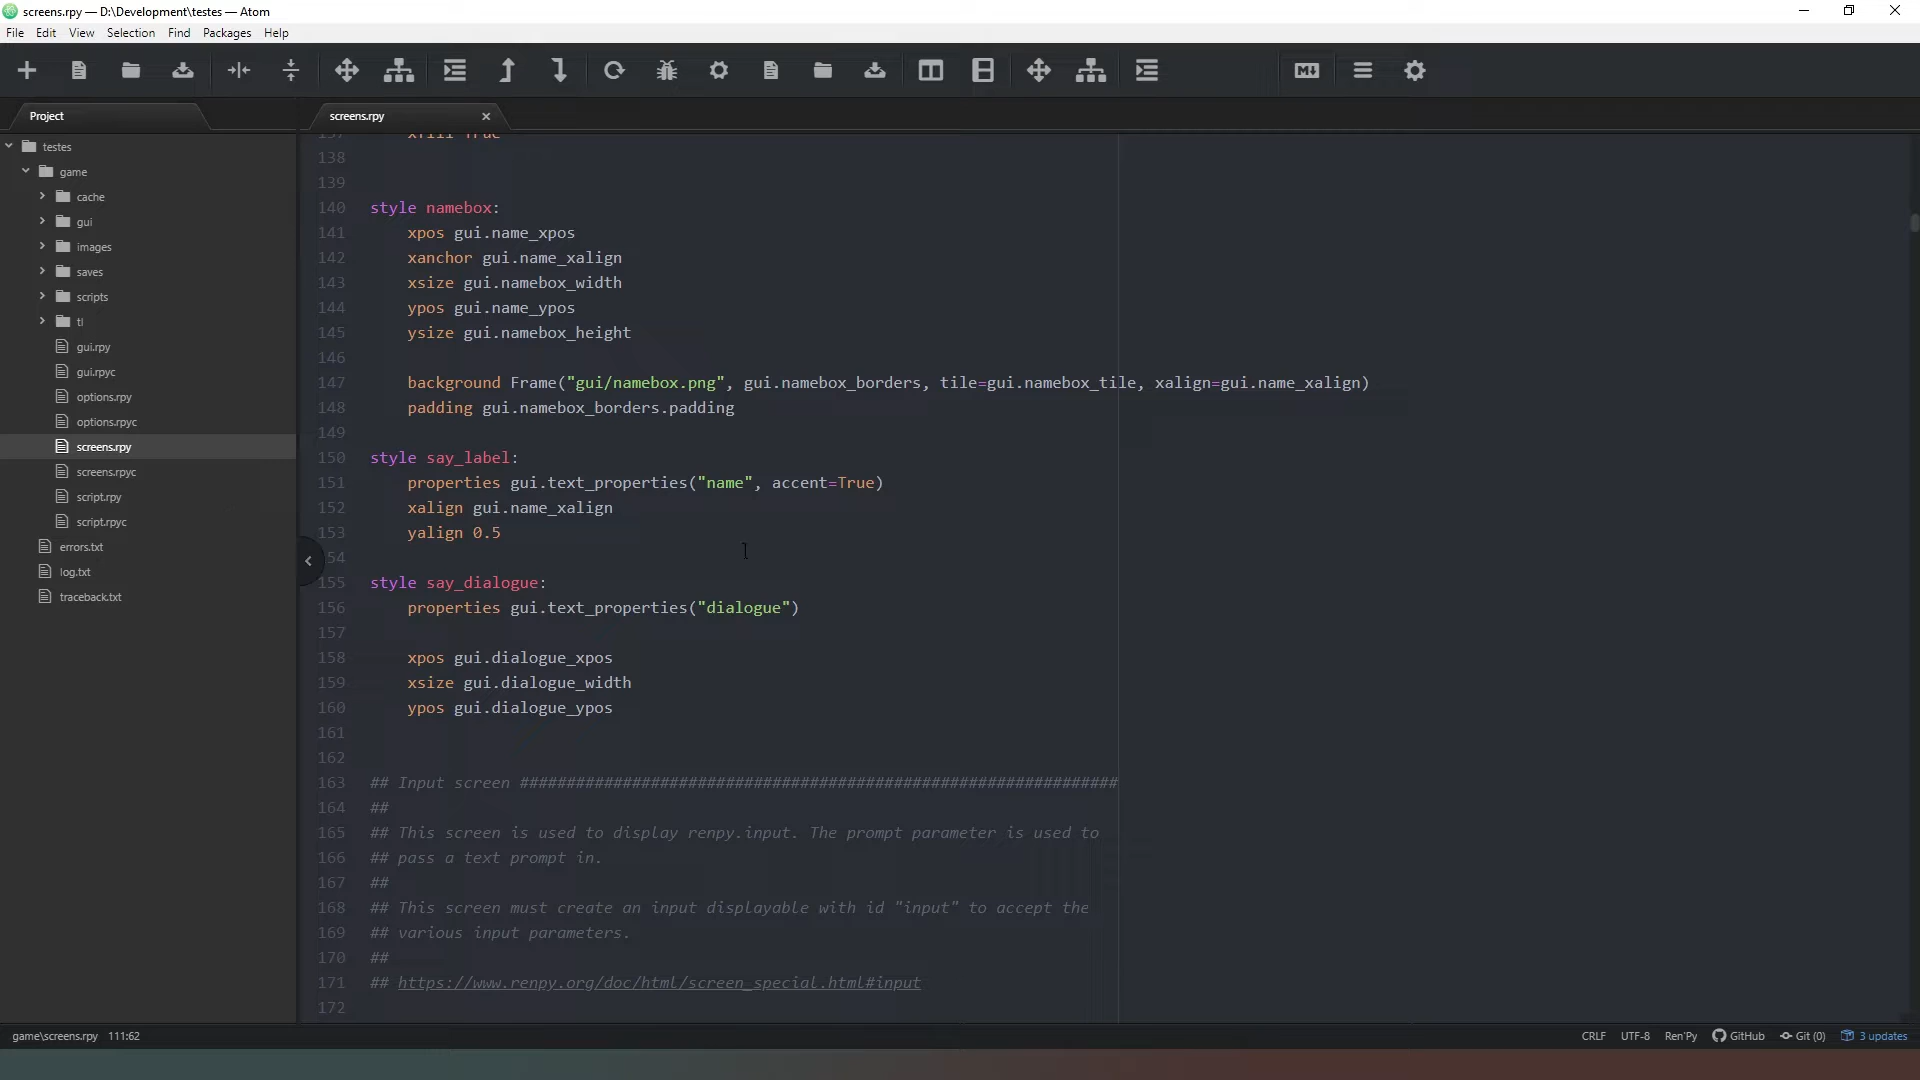 screens.rpy — D:\Development\testes — Atom
File Edit View Selection Find Packages Help
Project
screens.rpy
testes
game
cache
gui
images
saves
scripts
tl
gui.rpy
gui.rpyc
options.rpy
options.rpyc
screens.rpy
screens.rpyc
script.rpy
script.rpyc
errors.txt
log.txt
traceback.txt
137 xfill True
138
139
140 style namebox:
141 xpos gui.name_xpos
142 xanchor gui.name_xalign
143 xsize gui.namebox_width
144 ypos gui.name_ypos
145 ysize gui.namebox_height
146
147 background Frame("gui/namebox.png", gui.namebox_borders, tile=gui.namebox_tile, xalign=gui.name_xalign)
148 padding gui.namebox_borders.padding
149
150 style say_label:
151 properties gui.text_properties("name", accent=True)
152 xalign gui.name_xalign
153 yalign 0.5
54
155 style say_dialogue:
156 properties gui.text_properties("dialogue")
157
158 xpos gui.dialogue_xpos
159 xsize gui.dialogue_width
160 ypos gui.dialogue_ypos
161
162
163 ## Input screen ################################################################
164 ##
165 ## This screen is used to display renpy.input. The prompt parameter is used to
166 ## pass a text prompt in.
167 ##
168 ## This screen must create an input displayable with id "input" to accept the
169 ## various input parameters.
170 ##
171 ## https://www.renpy.org/doc/html/screen_special.html#input
172
game\screens.rpy 111:62
CRLF UTF-8 Ren'Py GitHub Git (0) 3 updates